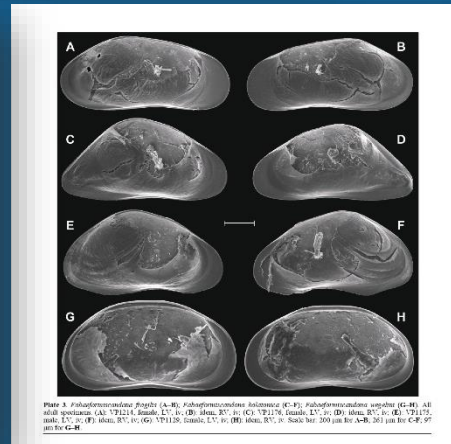 A
B
C
D
E
F
G
H
Plate 3. Fabaeformiscandona fragilis (A–B); Fabaeformiscandona holzkampfi (C–F); Fabaeformiscandona wegelini (G–H). All
adult specimens. (A): VP1214, female, LV, iv; (B): idem, RV, iv; (C): VP1176, female, LV, iv; (D): idem, RV, iv; (E): VP1175,
male, LV, iv; (F): idem, RV, iv; (G): VP1129, female, LV, iv; (H): idem, RV, iv. Scale bar: 200 µm for A–B, 263 µm for C–F, 97
µm for G–H.